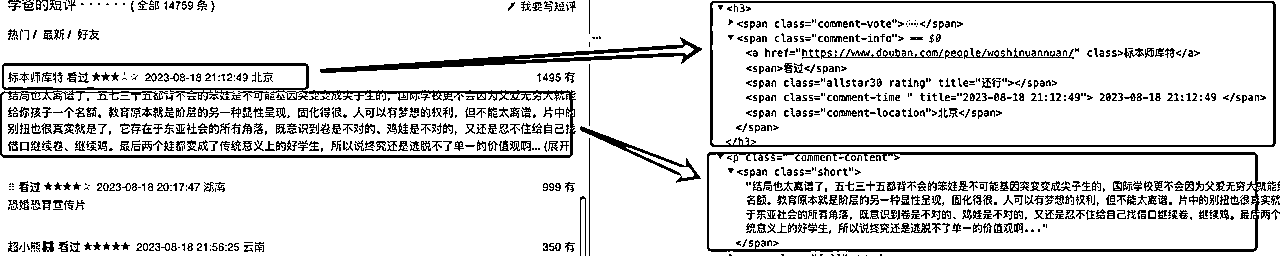 学爸的短评 · · · · · · ( 全部 14759 条 )
我要写短评
热门 / 最新 / 好友
标本师库特 看过 ★★★☆☆ 2023-08-18 21:12:49 北京
1495 有
结局也太离谱了，五七三十五都背不会的笨娃是不可能基因突变变成尖子生的，国际学校更不会因为父爱无穷大就能
给你孩子一个名额。教育原本就是阶层的另一种显性呈现，固化得很。人可以有梦想的权利，但不能太离谱。片中的
别扭也很真实就是了，它存在于东亚社会的所有角落，既意识到卷是不对的、鸡娃是不对的，又还是忍不住给自己找
借口继续卷、继续鸡。最后两个娃都变成了传统意义上的好学生，所以说终究还是逃脱不了单一的价值观啊... (展开
看过 ★★★★☆ 2023-08-18 20:17:47 湖南
999 有
恐婚恐育宣传片
超小熊 看过 ★★★★★ 2023-08-18 21:56:25 云南
350 有
▼<h3>
▶<span class="comment-vote">⋯</span>
▼<span class="comment-info"> == $0
<a href="https://www.douban.com/people/woshinuannuan/" class>标本师库特</a>
<span>看过</span>
<span class="allstar30 rating" title="还行"></span>
<span class="comment-time " title="2023-08-18 21:12:49"> 2023-08-18 21:12:49 </span>
<span class="comment-location">北京</span>
</span>
</h3>
▼<p class=" comment-content">
▼<span class="short">
"结局也太离谱了，五七三十五都背不会的笨娃是不可能基因突变变成尖子生的，国际学校更不会因为父爱无穷大就能给
名额。教育原本就是阶层的另一种显性呈现，固化得很。人可以有梦想的权利，但不能太离谱。片中的别扭也很真实就
于东亚社会的所有角落，既意识到卷是不对的、鸡娃是不对的，又还是忍不住给自己找借口继续卷、继续鸡。最后两个
统意义上的好学生，所以说终究还是逃脱不了单一的价值观啊..."
</span>